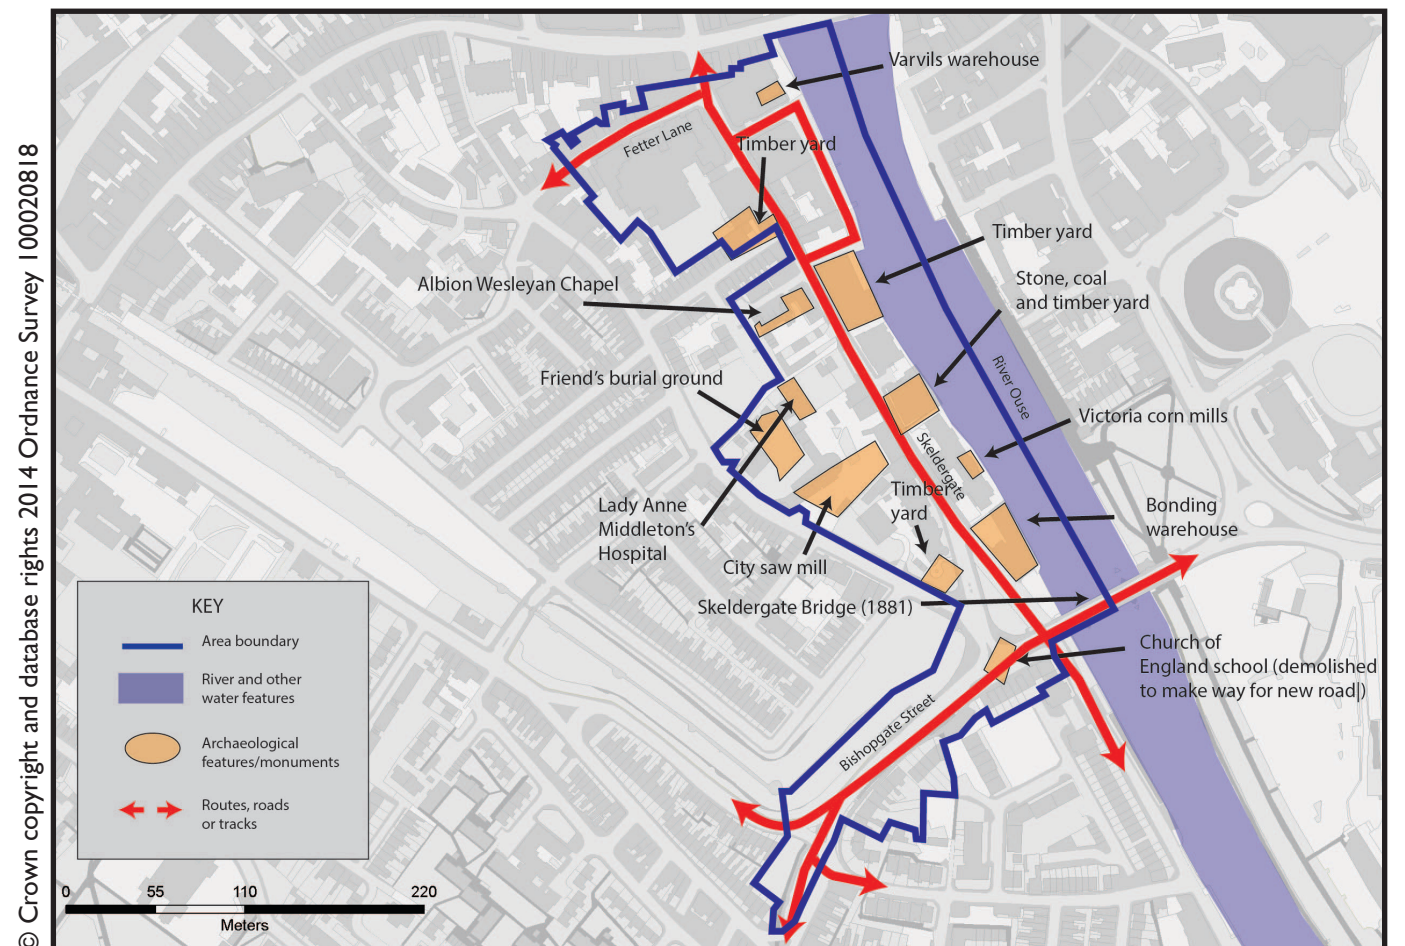 © Crown copyright and database rights 2014 Ordnance Survey 100020818
Varvils warehouse
Fetter Lane
Timber yard
Timber yard
Stone, coal
and timber yard
Albion Wesleyan Chapel
River Ouse
Friend's burial ground
Victoria corn mills
Skeldergate
Timber
yard
Lady Anne
Middleton's
Hospital
Bonding
warehouse
City saw mill
Skeldergate Bridge (1881)
Church of
England school (demolished
to make way for new road|)
Bishopgate Street
KEY
Area boundary
River and other
water features
Archaeological
features/monuments
Routes, roads
or tracks
0 55 110 220
Meters